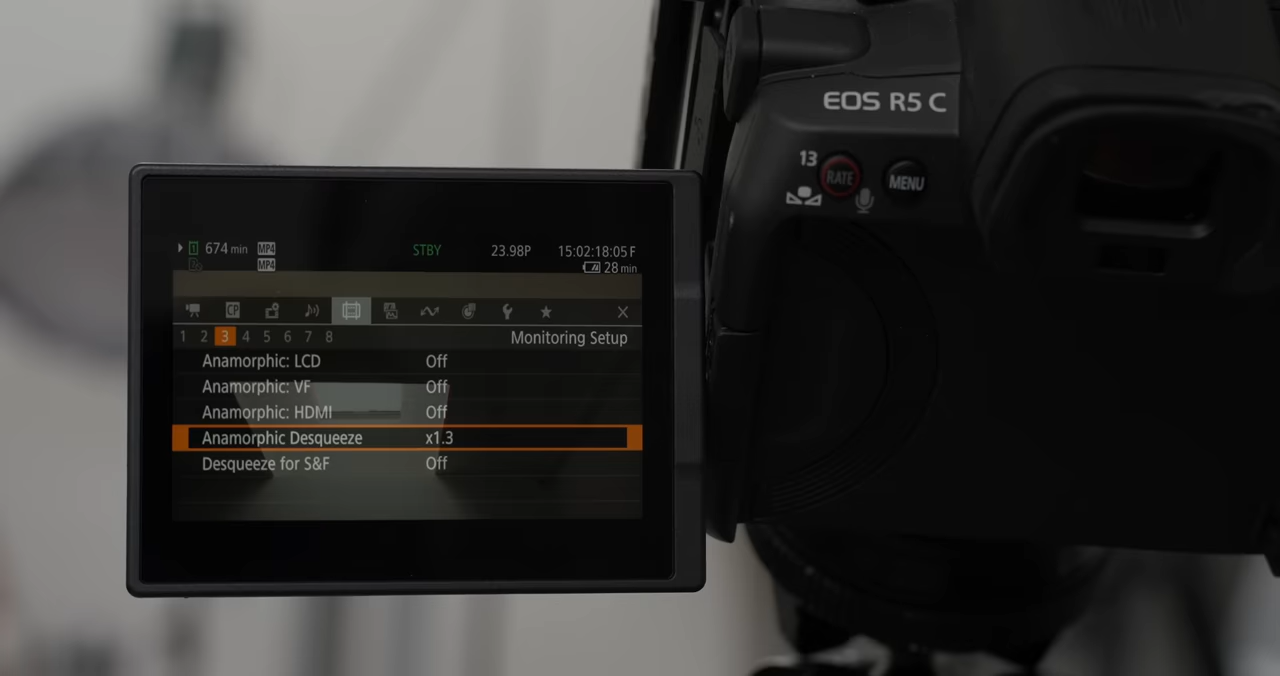 EOS R5 C
13
RATE
MENU
1 674 min MP4 STBY 23.98P 15:02:18:05 F
MP4 28 min
CP
1 2 3 4 5 6 7 8 Monitoring Setup
Anamorphic: LCD Off
Anamorphic: VF Off
Anamorphic: HDMI Off
Anamorphic Desqueeze x1.3
Desqueeze for S&F Off